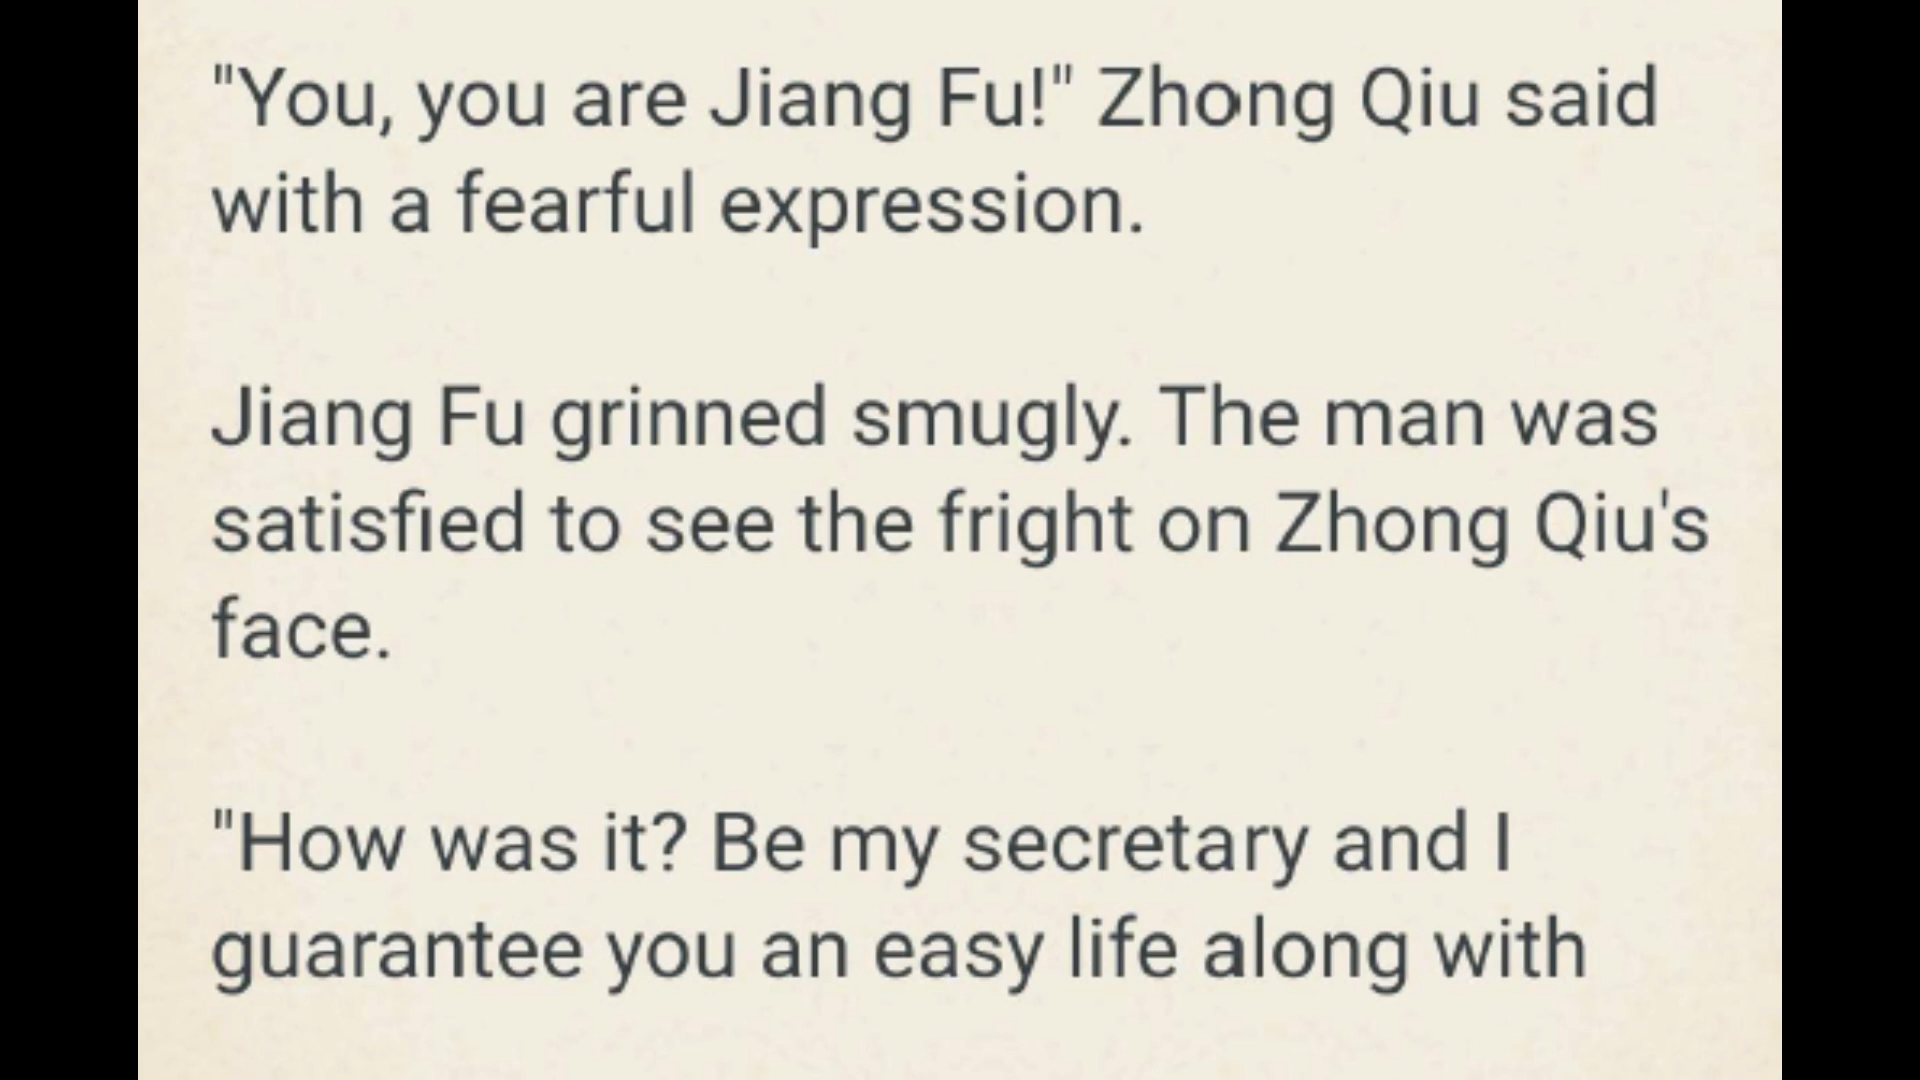 "You, you are Jiang Fu!" Zhong Qiu said
with a fearful expression.
Jiang Fu grinned smugly. The man was
satisfied to see the fright on Zhong Qiu's
face.
"How was it? Be my secretary and I
guarantee you an easy life along with